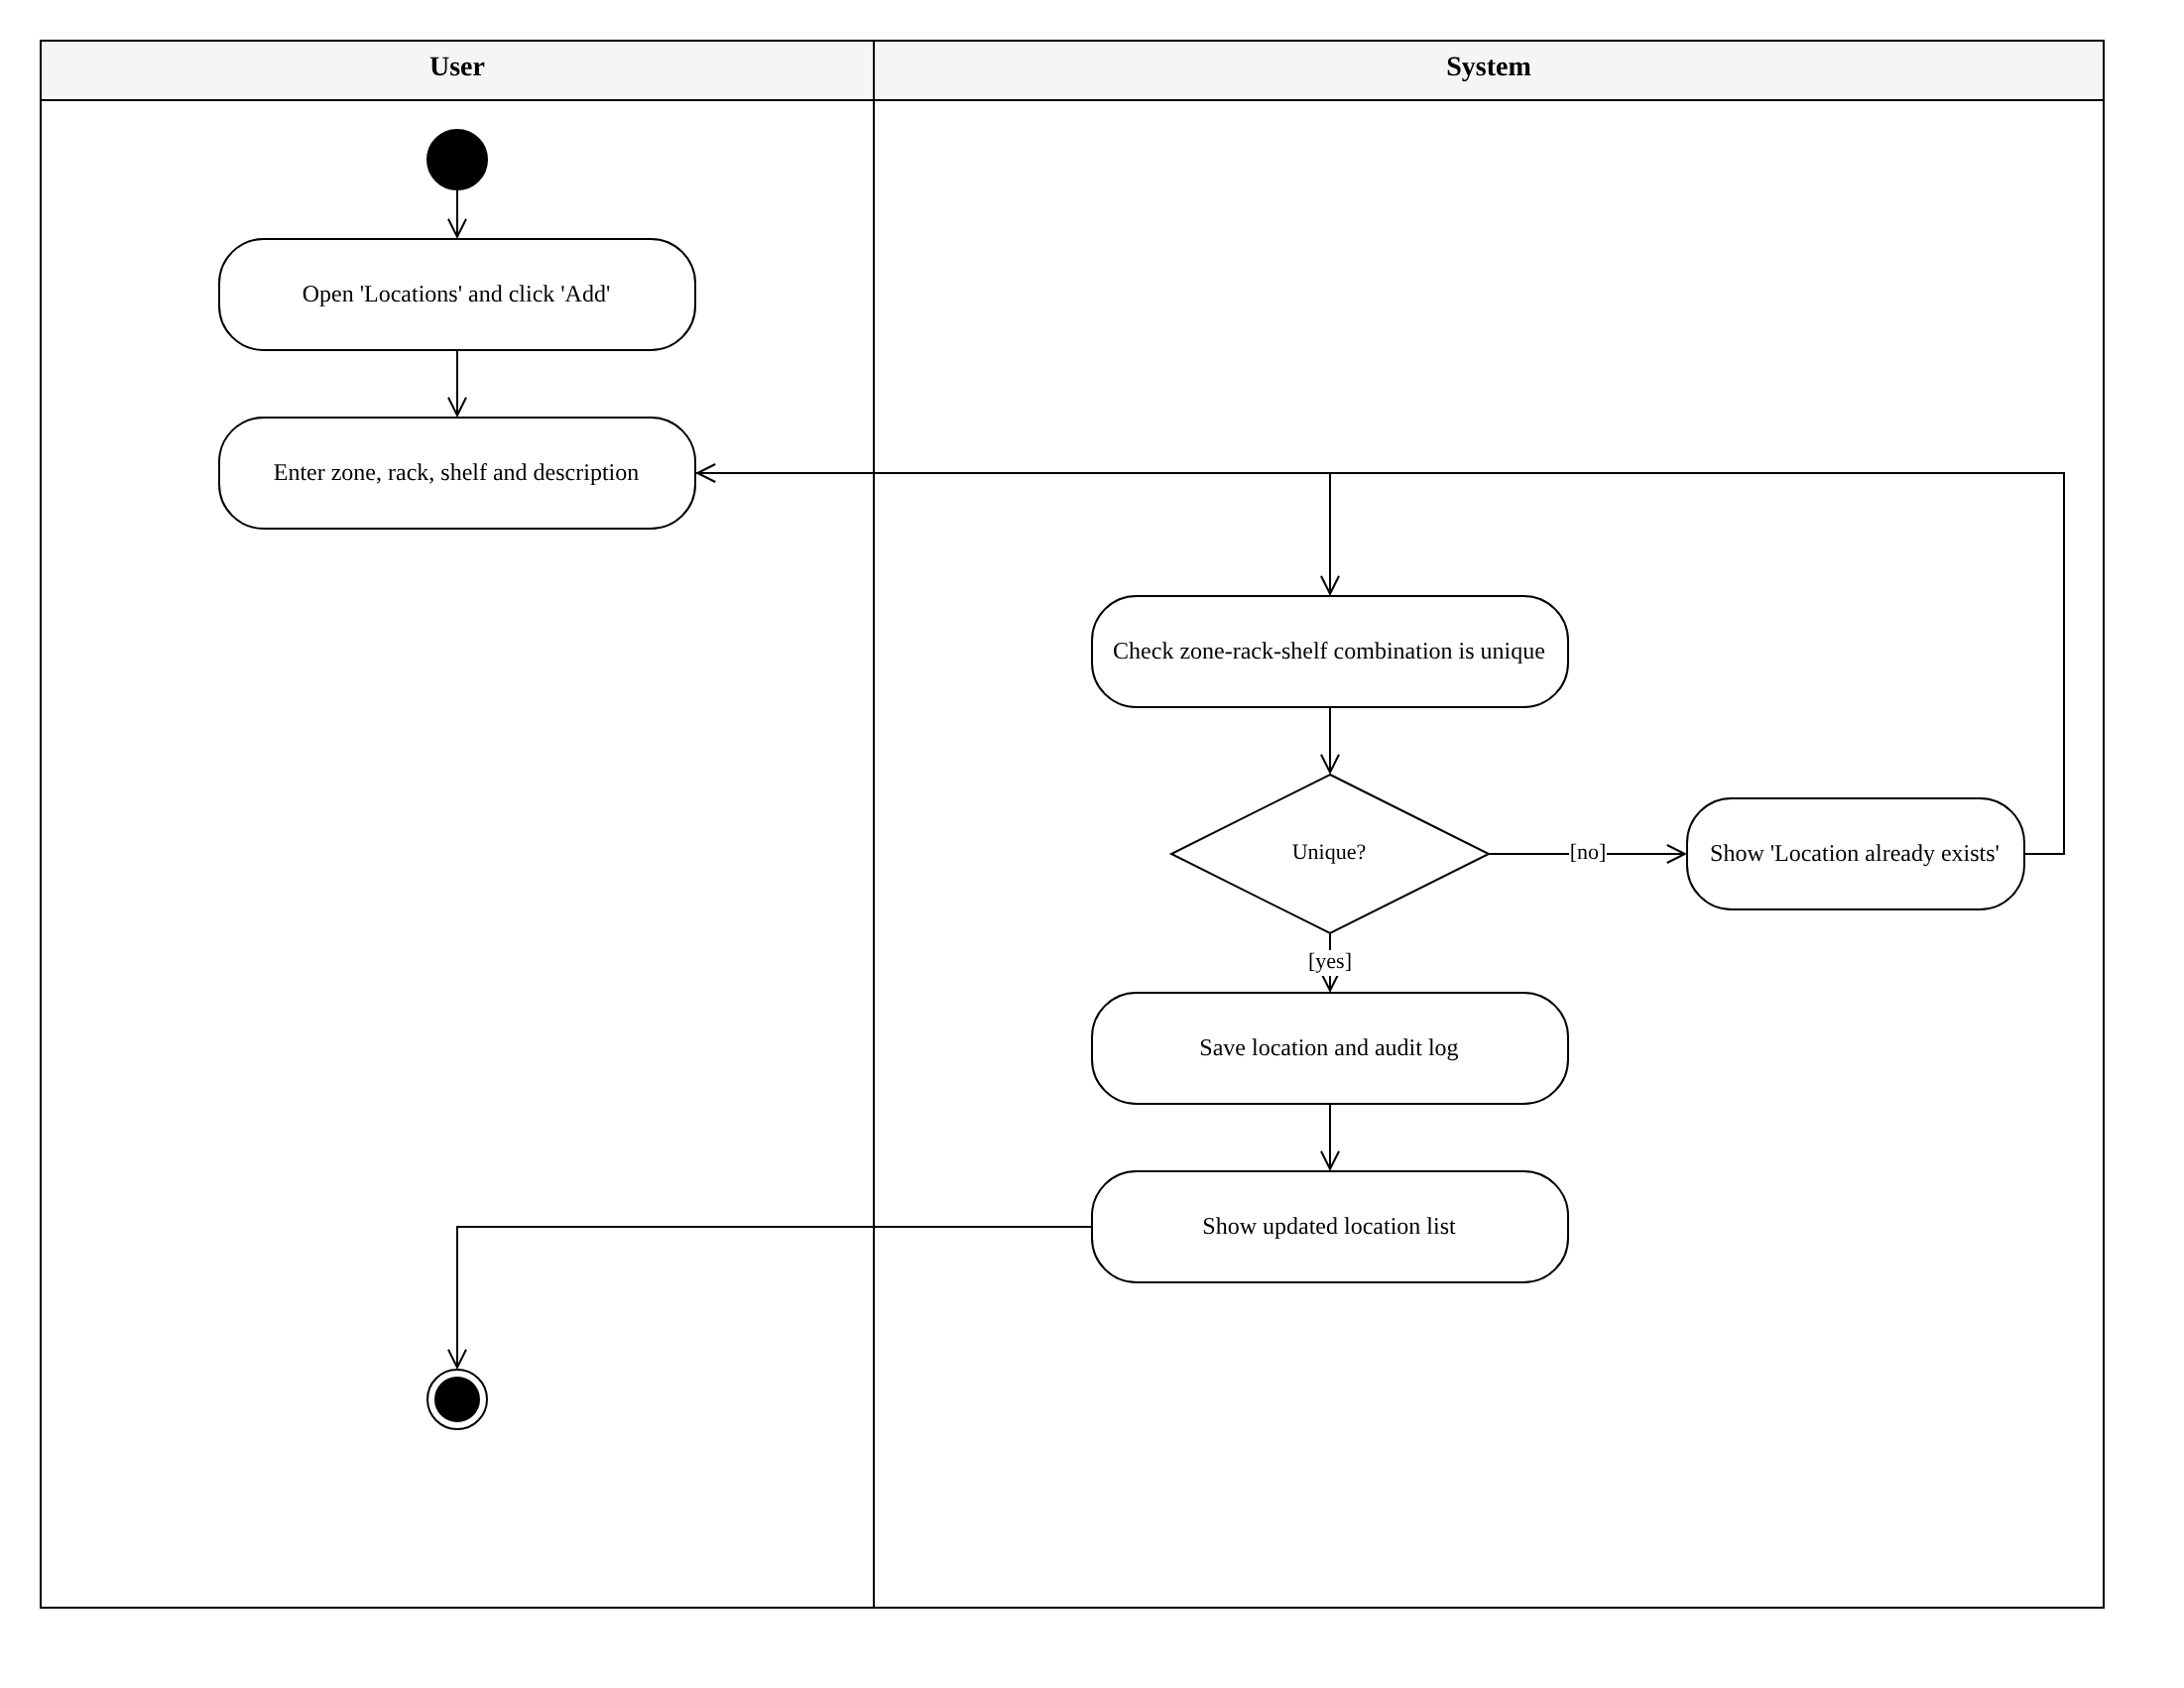 User
System
Open 'Locations' and click 'Add'
Enter zone, rack, shelf and description
Check zone-rack-shelf combination is unique
Unique?
[no]
Show 'Location already exists'
[yes]
Save location and audit log
Show updated location list